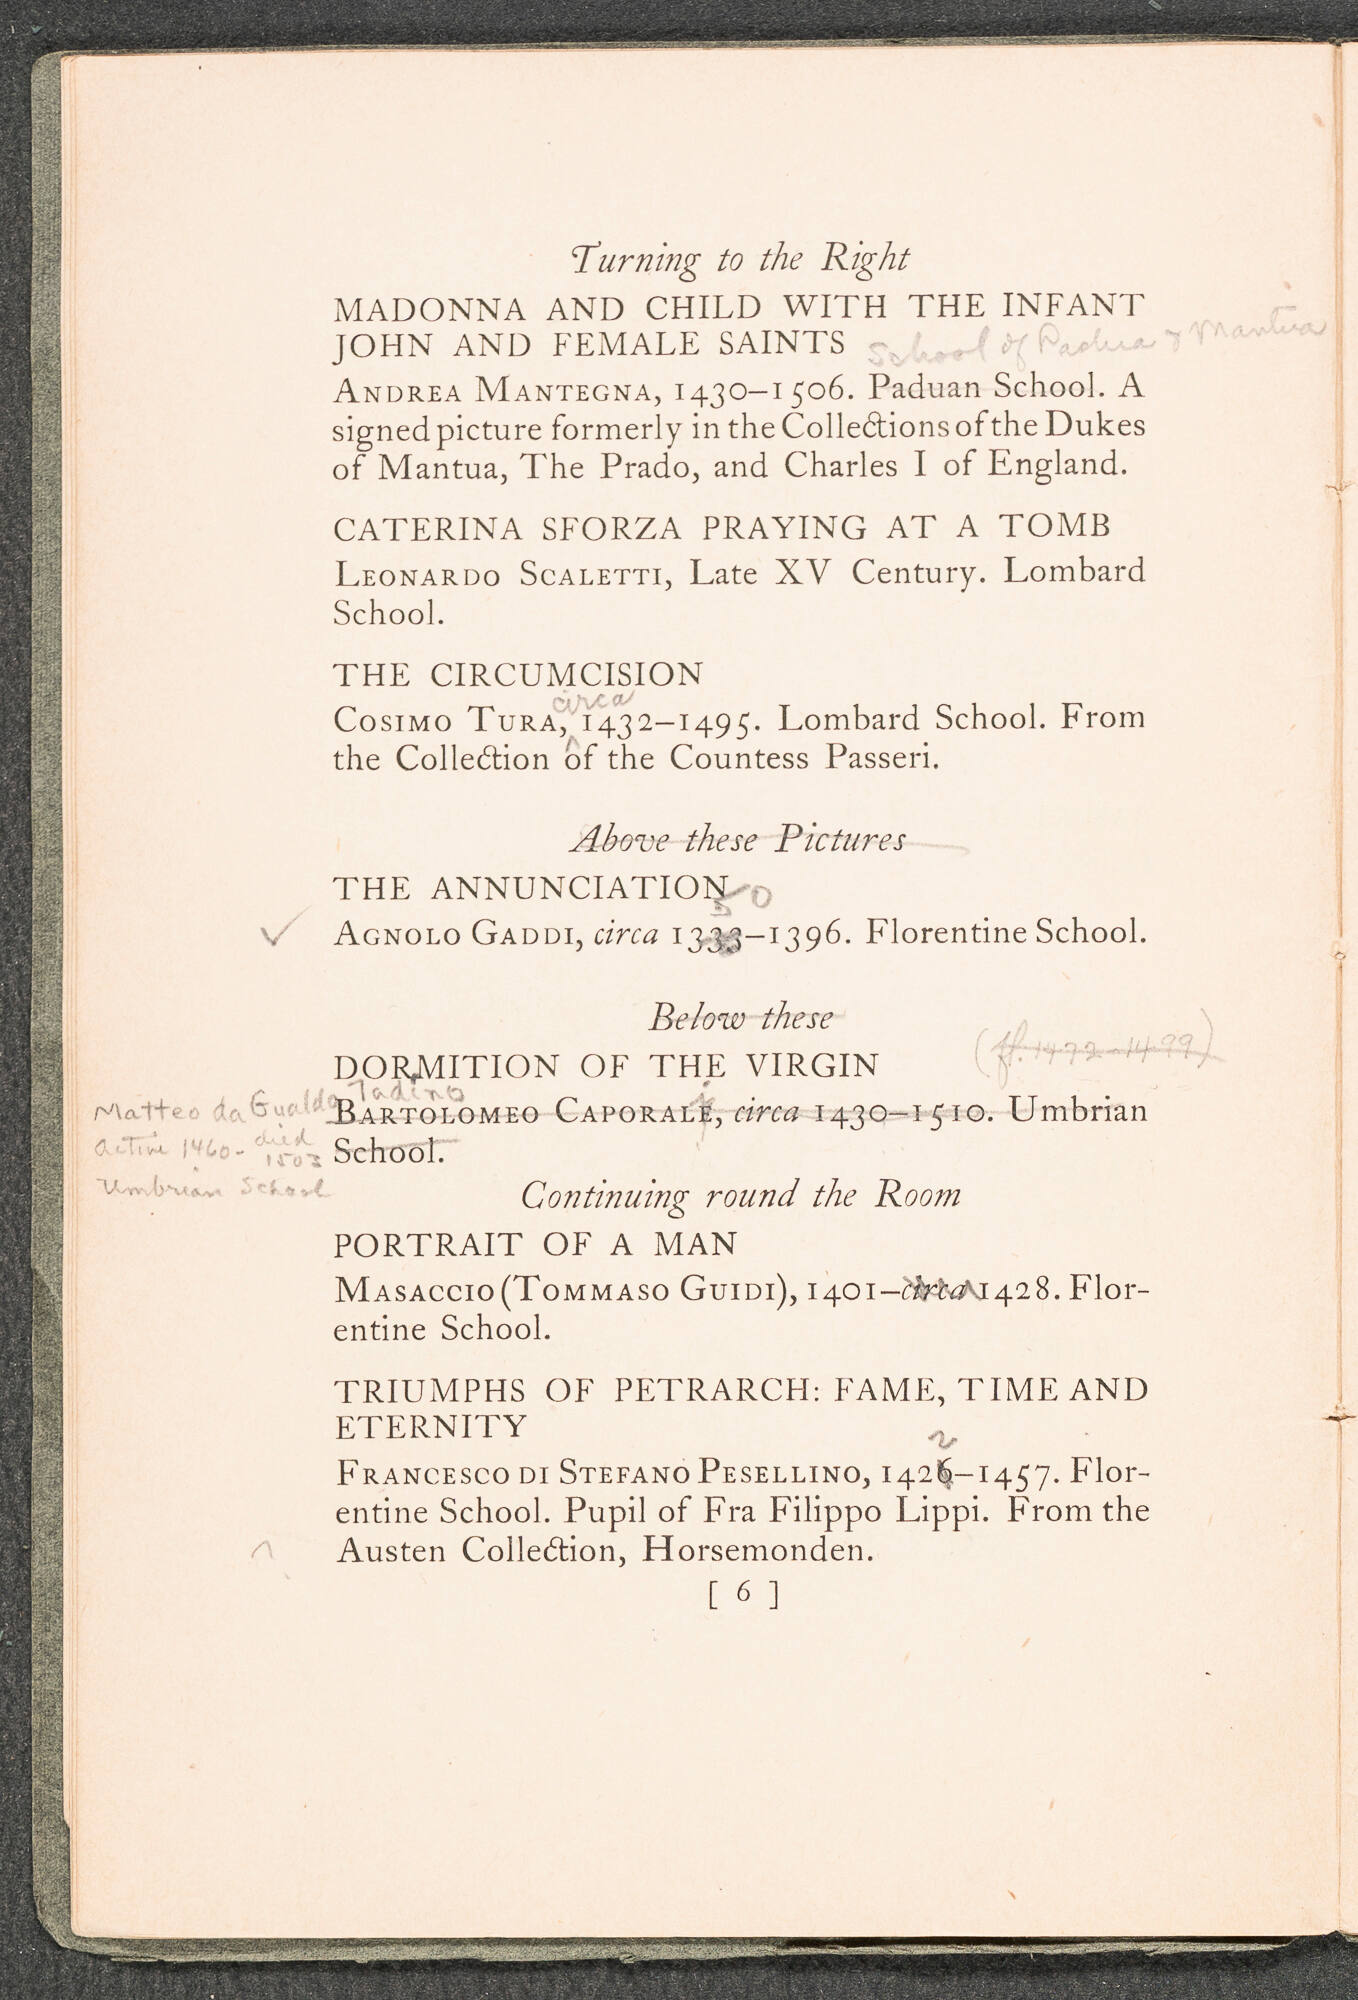 Turning to the Right
MADONNA AND CHILD WITH THE INFANT
JOHN AND FEMALE SAINTS
School of Padua & Mantua
ANDREA MANTEGNA, 1430–1506. Paduan School. A
signed picture formerly in the Collections of the Dukes
of Mantua, The Prado, and Charles I of England.
CATERINA SFORZA PRAYING AT A TOMB
LEONARDO SCALETTI, Late XV Century. Lombard
School.
THE CIRCUMCISION
circa
COSIMO TURA, 1432–1495. Lombard School. From
the Collection of the Countess Passeri.
Above these Pictures
THE ANNUNCIATION
50
AGNOLO GADDI, circa 1333–1396. Florentine School.
Below these
(fl. 1472–1499)
DORMITION OF THE VIRGIN
Matteo da Gualdo Tadino
BARTOLOMEO CAPORALE, circa 1430–1510. Umbrian
School.
active 1460- died
1503
Umbrian School
Continuing round the Room
PORTRAIT OF A MAN
MASACCIO (TOMMASO GUIDI), 1401–circa 1428. Flor-
entine School.
TRIUMPHS OF PETRARCH: FAME, TIME AND
ETERNITY
2
FRANCESCO DI STEFANO PESELLINO, 1426–1457. Flor-
entine School. Pupil of Fra Filippo Lippi. From the
Austen Collection, Horsemonden.
[ 6 ]